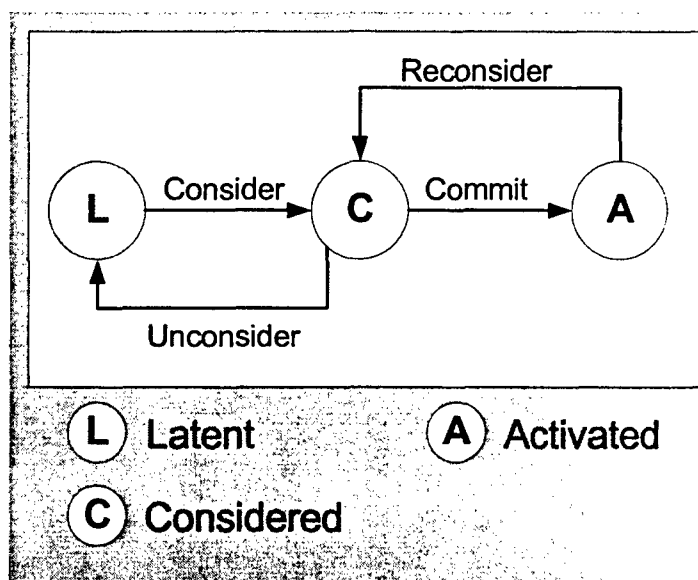 Reconsider
Consider
Commit
L
C
A
Unconsider
L Latent
A Activated
C Considered